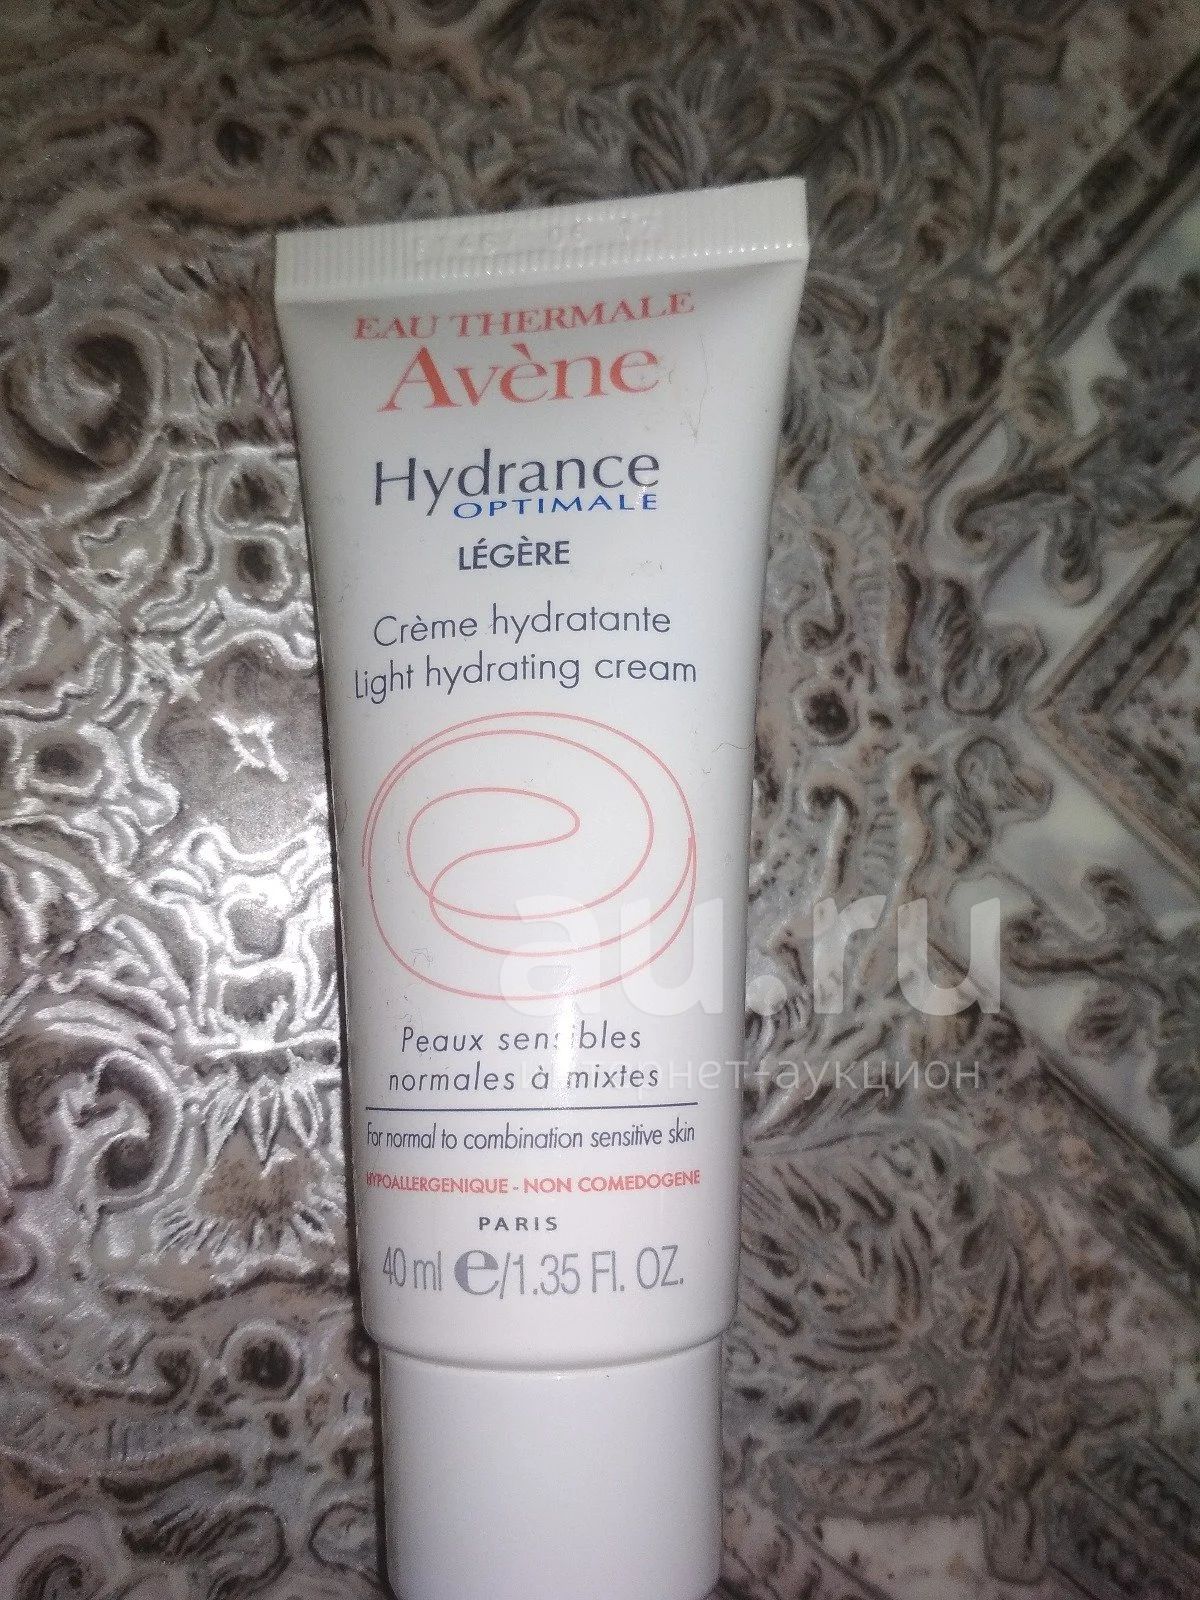 EAU THERMALE
Avène
Hydrance
OPTIMALE
LÉGÈRE
Crème hydratante
Light hydrating cream
au.ru
Peaux sensibles
normales à mixtes
интернет-аукцион
For normal to combination sensitive skin
HYPOALLERGENIQUE - NON COMEDOGENE
PARIS
40 ml e/1.35 Fl. OZ.